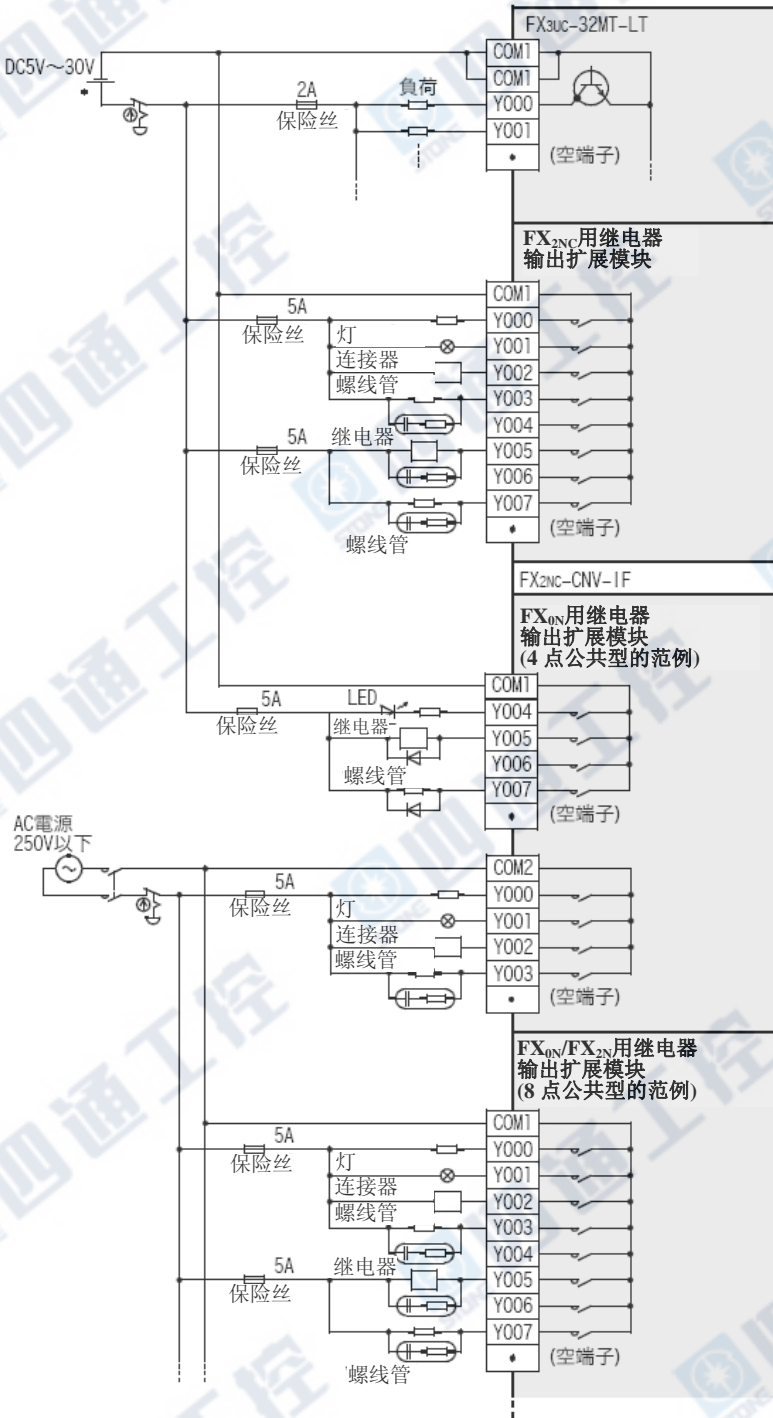 FX3UC-32MT-LT
DC5V～30V
COM1
COM1
2A
負荷
Y000
保险丝
Y001
(空端子)
FX2NC用继电器
输出扩展模块
COM1
5A
Y000
保险丝
灯
Y001
连接器
Y002
螺线管
Y003
Y004
5A
继电器
Y005
保险丝
Y006
Y007
(空端子)
螺线管
FX2NC-CNV-IF
FX0N用继电器
输出扩展模块
(4 点公共型的范例)
COM1
5A
LED
Y004
保险丝
继电器
Y005
Y006
螺线管
Y007
(空端子)
AC電源
250V以下
COM2
5A
Y000
保险丝
灯
Y001
连接器
Y002
螺线管
Y003
(空端子)
FX0N/FX2N用继电器
输出扩展模块
(8 点公共型的范例)
COM1
5A
Y000
保险丝
灯
Y001
连接器
Y002
螺线管
Y003
Y004
5A
继电器
Y005
保险丝
Y006
Y007
(空端子)
螺线管
四通工控
STONE